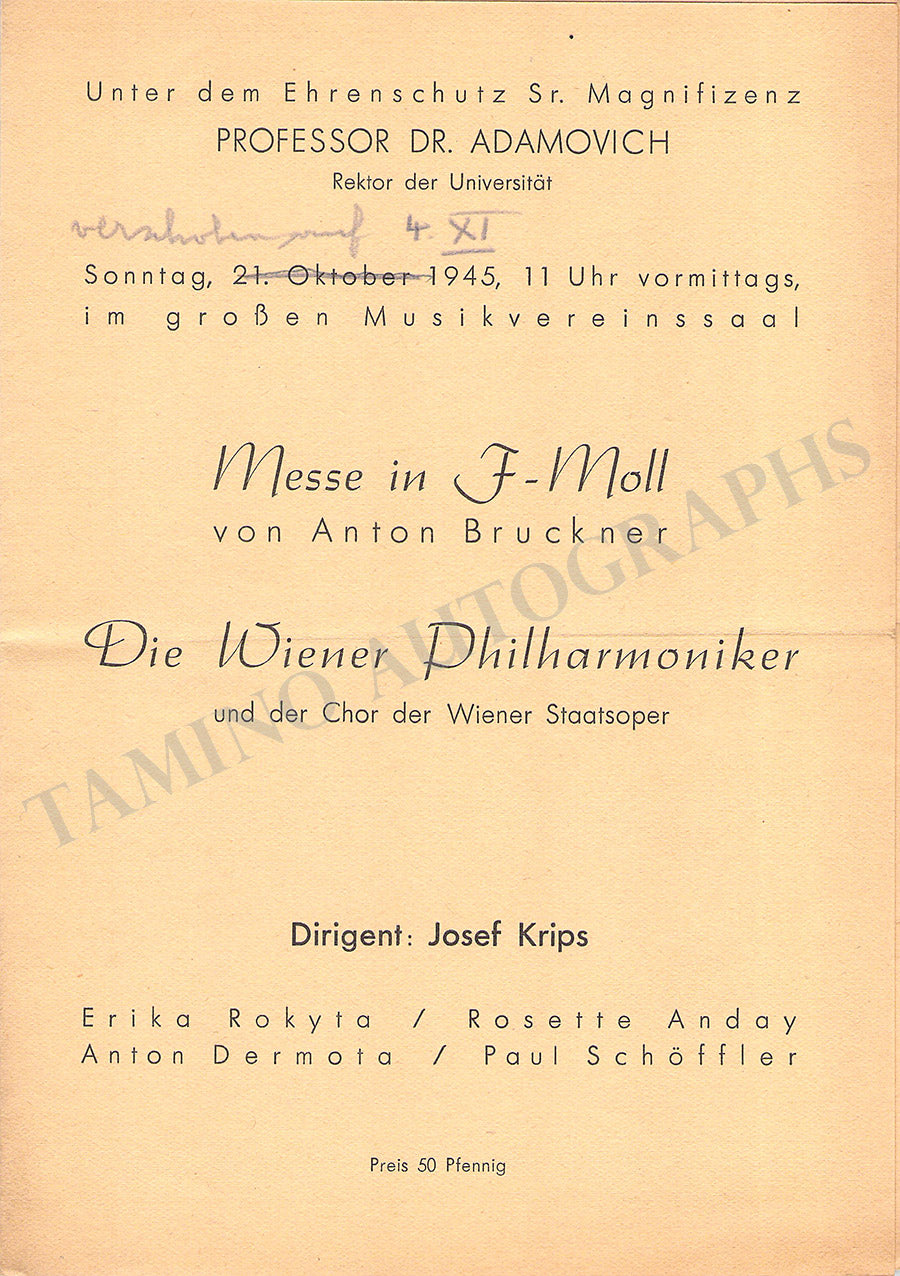 Unter dem Ehrenschutz Sr. Magnifizenz
PROFESSOR DR. ADAMOVICH
Rektor der Universität
verschoben auf 4. XI
Sonntag, 21. Oktober 1945, 11 Uhr vormittags,
im großen Musikvereinssaal
Messe in F-Moll
von Anton Bruckner
Die Wiener Philharmoniker
und der Chor der Wiener Staatsoper
TAMINO AUTOGRAPHS
Dirigent: Josef Krips
Erika Rokyta / Rosette Anday
Anton Dermota / Paul Schöffler
Preis 50 Pfennig